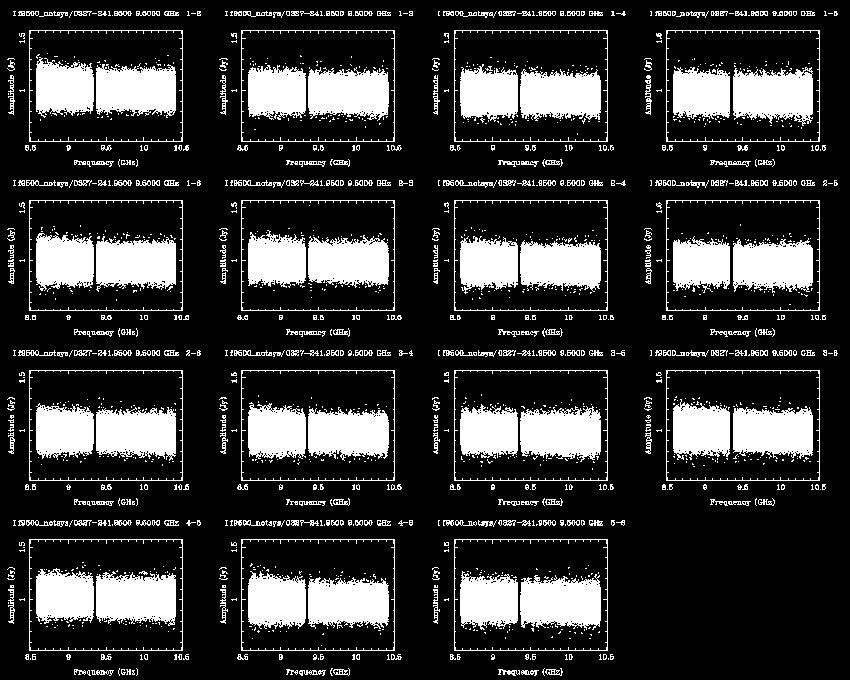 If9500_notsys/0327-241.9500 9.5000 GHz 1-2
If9500_notsys/0327-241.9500 9.5000 GHz 1-3
If9500_notsys/0327-241.9500 9.5000 GHz 1-4
If9500_notsys/0327-241.9500 9.5000 GHz 1-5
Amplitude (Jy)
1.5
1
8.5 9 9.5 10 10.5
Frequency (GHz)
Amplitude (Jy)
1.5
1
8.5 9 9.5 10 10.5
Frequency (GHz)
Amplitude (Jy)
1.5
1
8.5 9 9.5 10 10.5
Frequency (GHz)
Amplitude (Jy)
1.5
1
8.5 9 9.5 10 10.5
Frequency (GHz)
If9500_notsys/0327-241.9500 9.5000 GHz 1-6
If9500_notsys/0327-241.9500 9.5000 GHz 2-3
If9500_notsys/0327-241.9500 9.5000 GHz 2-4
If9500_notsys/0327-241.9500 9.5000 GHz 2-5
Amplitude (Jy)
1.5
1
8.5 9 9.5 10 10.5
Frequency (GHz)
Amplitude (Jy)
1.5
1
8.5 9 9.5 10 10.5
Frequency (GHz)
Amplitude (Jy)
1.5
1
8.5 9 9.5 10 10.5
Frequency (GHz)
Amplitude (Jy)
1.5
1
8.5 9 9.5 10 10.5
Frequency (GHz)
If9500_notsys/0327-241.9500 9.5000 GHz 2-6
If9500_notsys/0327-241.9500 9.5000 GHz 3-4
If9500_notsys/0327-241.9500 9.5000 GHz 3-5
If9500_notsys/0327-241.9500 9.5000 GHz 3-6
Amplitude (Jy)
1.5
1
8.5 9 9.5 10 10.5
Frequency (GHz)
Amplitude (Jy)
1.5
1
8.5 9 9.5 10 10.5
Frequency (GHz)
Amplitude (Jy)
1.5
1
8.5 9 9.5 10 10.5
Frequency (GHz)
Amplitude (Jy)
1.5
1
8.5 9 9.5 10 10.5
Frequency (GHz)
If9500_notsys/0327-241.9500 9.5000 GHz 4-5
If9500_notsys/0327-241.9500 9.5000 GHz 4-6
If9500_notsys/0327-241.9500 9.5000 GHz 5-6
Amplitude (Jy)
1.5
1
8.5 9 9.5 10 10.5
Frequency (GHz)
Amplitude (Jy)
1.5
1
8.5 9 9.5 10 10.5
Frequency (GHz)
Amplitude (Jy)
1.5
1
8.5 9 9.5 10 10.5
Frequency (GHz)